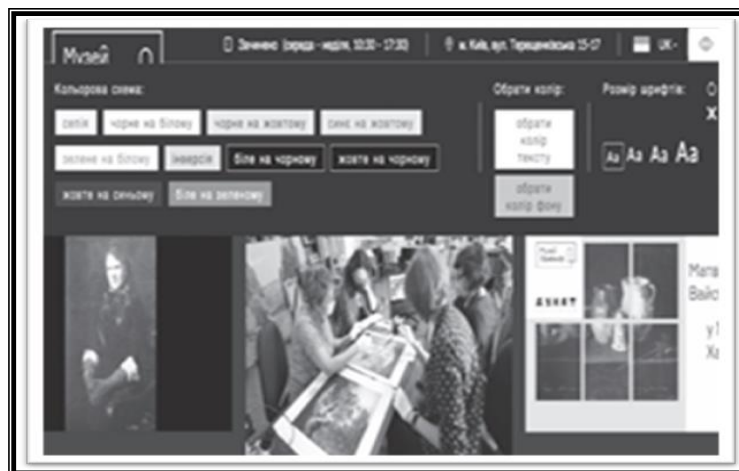 Музей
Зачинено (середа - неділя, 10:30 - 17:30)
м. Київ, вул. Терещенківська 15-17
UK
Кольорова схема:
сепія
чорне на білому
чорне на жовтому
синє на жовтому
зелене на білому
інверсія
біле на чорному
жовте на чорному
жовте на синьому
біле на зеленому
Обрати колір:
обрати
колір
тексту
обрати
колір фону
Розмір шрифтів:
Aa Aa Aa Aa
О
Х
Музей
у
Ха